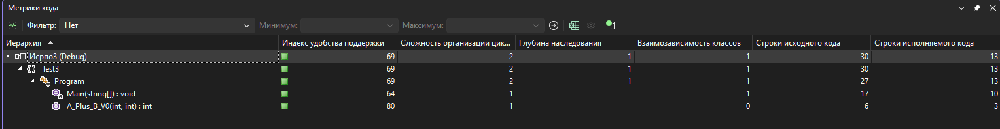 Метрики кода
Фильтр: Нет Минимум: Максимум:
Иерархия Индекс удобства поддержки Сложность организации цик... Глубина наследования Взаимозависимость классов Строки исходного кода Строки исполняемого кода
Исрпо3 (Debug) 69 2 1 1 30 13
Test3 69 2 1 1 30 13
Program 69 2 1 1 27 13
Main(string[]) : void 64 1 1 17 10
A_Plus_B_V0(int, int) : int 80 1 0 6 3